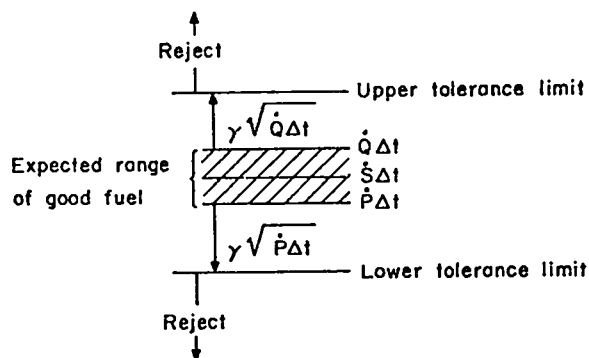 Reject
Upper tolerance limit
γ√Q̇Δt
Q̇Δt
Expected range
of good fuel
ṠΔt
ṖΔt
γ√ṖΔt
Lower tolerance limit
Reject